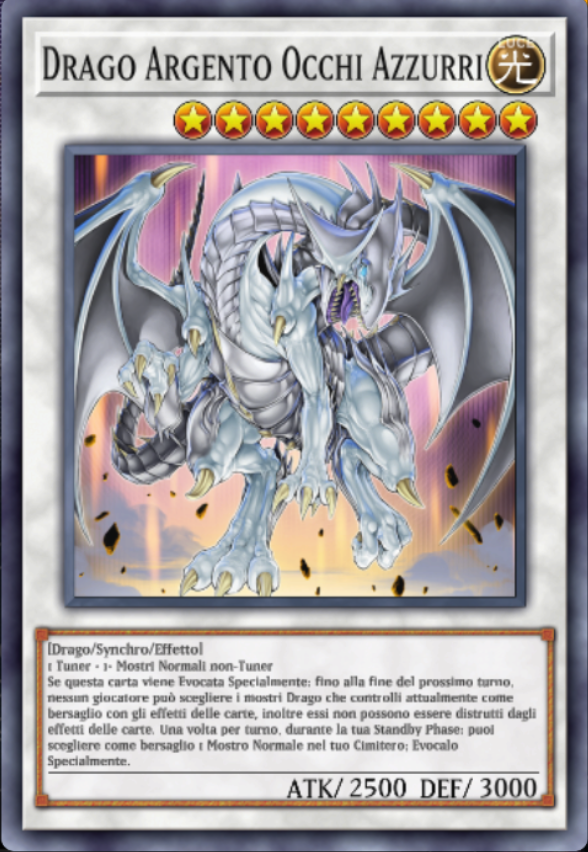 DRAGO ARGENTO OCCHI AZZURRI
LUCE
光
[Drago/Synchro/Effetto]
1 Tuner - 1- Mostri Normali non-Tuner
Se questa carta viene Evocata Specialmente: fino alla fine del prossimo turno,
nessun giocatore può scegliere i mostri Drago che controlli attualmente come
bersaglio con gli effetti delle carte, inoltre essi non possono essere distrutti dagli
effetti delle carte. Una volta per turno, durante la tua Standby Phase: puoi
scegliere come bersaglio 1 Mostro Normale nel tuo Cimitero; Evocalo
Specialmente.
ATK/ 2500 DEF/ 3000